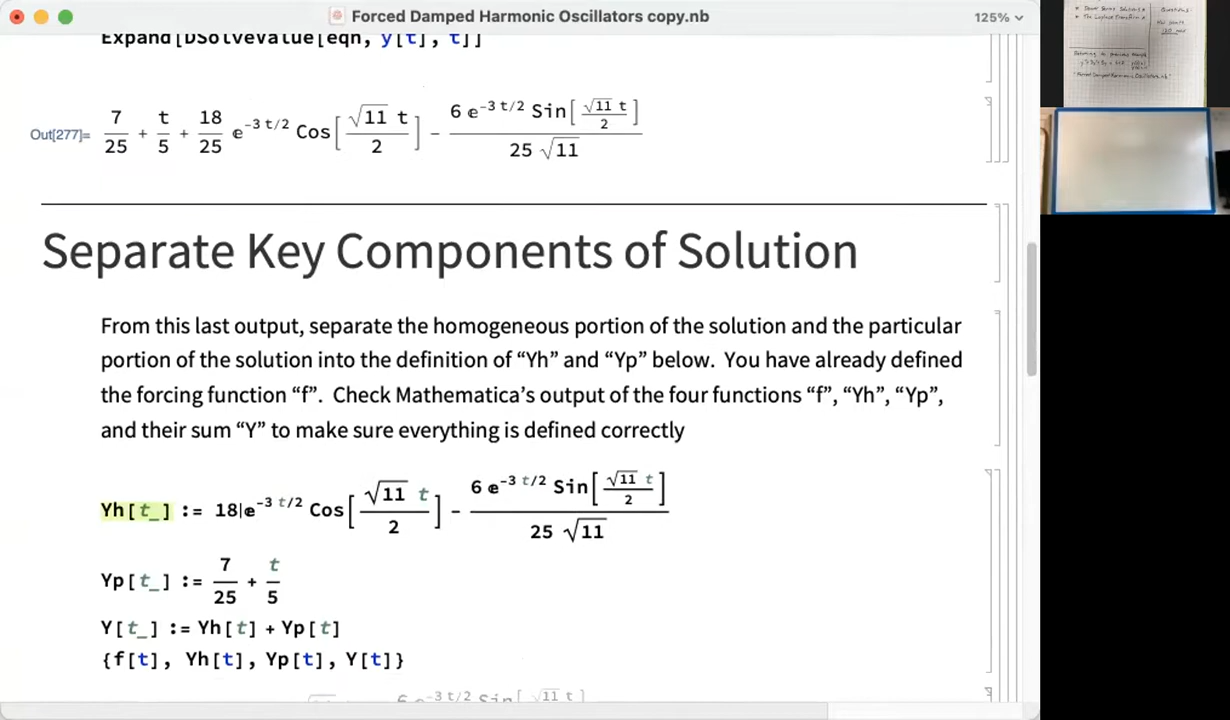 Forced Damped Harmonic Oscillators copy.nb
125%
Expand[DSolveValue[eqn, y[t], t]]
Out[277]= 7/25 + t/5 + 18/25 e^(-3 t/2) Cos[√11 t/2] - 6 e^(-3 t/2) Sin[√11 t/2]/(25 √11)
Separate Key Components of Solution
From this last output, separate the homogeneous portion of the solution and the particular
portion of the solution into the definition of “Yh” and “Yp” below. You have already defined
the forcing function “f”. Check Mathematica’s output of the four functions “f”, “Yh”, “Yp”,
and their sum “Y” to make sure everything is defined correctly
Yh[t_] := 18 e^(-3 t/2) Cos[√11 t/2] - 6 e^(-3 t/2) Sin[√11 t/2]/(25 √11)
Yp[t_] := 7/25 + t/5
Y[t_] := Yh[t] + Yp[t]
{f[t], Yh[t], Yp[t], Y[t]}
6 e^(-3 t/2) Sin[√11 t]